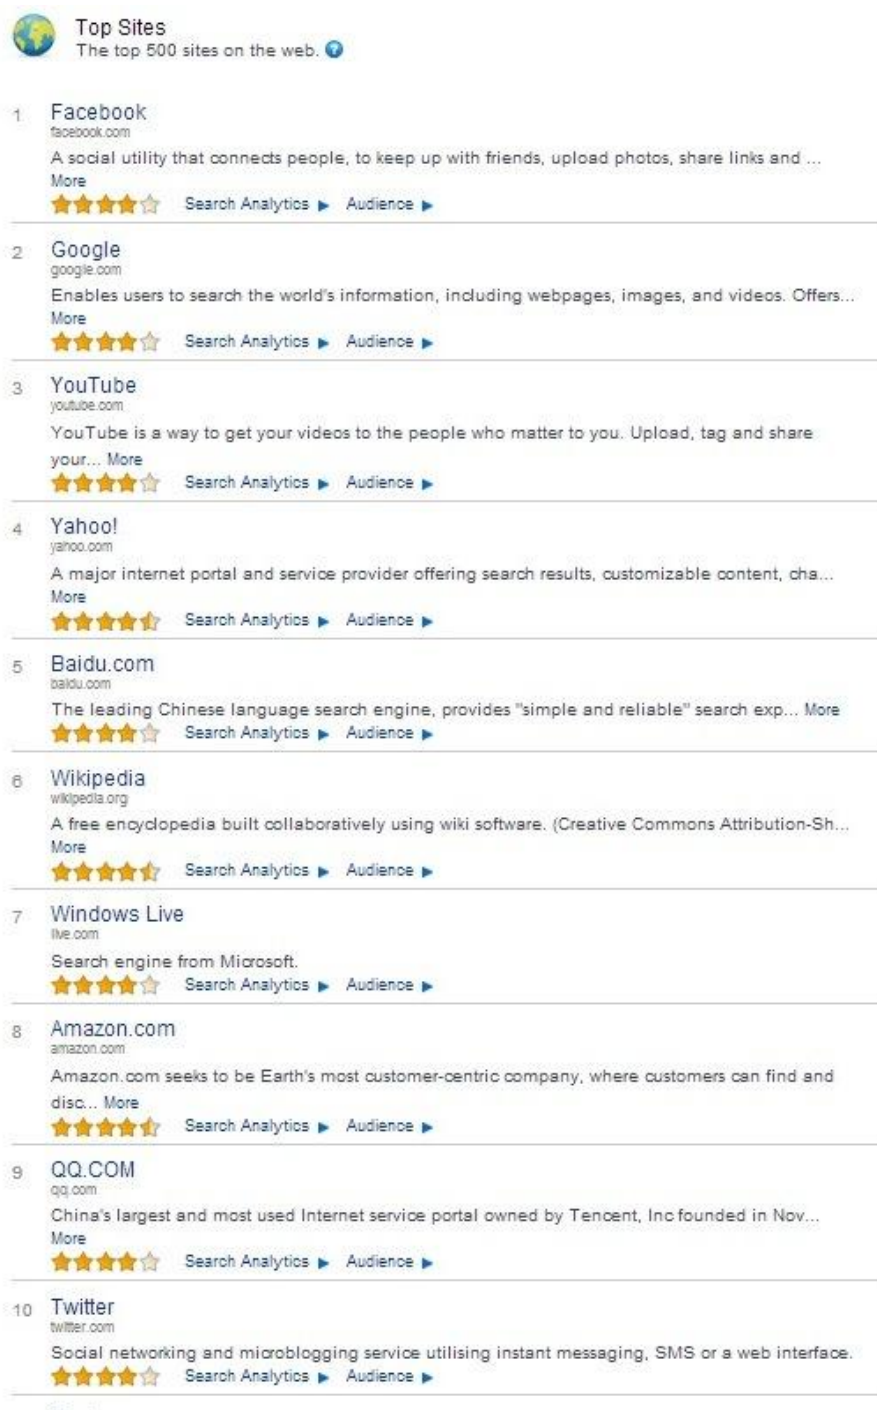 Top Sites
The top 500 sites on the web. ?
1 Facebook
facebook.com
A social utility that connects people, to keep up with friends, upload photos, share links and ...
More
Search Analytics ▶ Audience ▶
2 Google
google.com
Enables users to search the world's information, including webpages, images, and videos. Offers...
More
Search Analytics ▶ Audience ▶
3 YouTube
youtube.com
YouTube is a way to get your videos to the people who matter to you. Upload, tag and share
your... More
Search Analytics ▶ Audience ▶
4 Yahoo!
yahoo.com
A major internet portal and service provider offering search results, customizable content, cha...
More
Search Analytics ▶ Audience ▶
5 Baidu.com
baidu.com
The leading Chinese language search engine, provides "simple and reliable" search exp... More
Search Analytics ▶ Audience ▶
6 Wikipedia
wikipedia.org
A free encyclopedia built collaboratively using wiki software. (Creative Commons Attribution-Sh...
More
Search Analytics ▶ Audience ▶
7 Windows Live
live.com
Search engine from Microsoft.
Search Analytics ▶ Audience ▶
8 Amazon.com
amazon.com
Amazon.com seeks to be Earth's most customer-centric company, where customers can find and
disc... More
Search Analytics ▶ Audience ▶
9 QQ.COM
qq.com
China's largest and most used Internet service portal owned by Tencent, Inc founded in Nov...
More
Search Analytics ▶ Audience ▶
10 Twitter
twitter.com
Social networking and microblogging service utilising instant messaging, SMS or a web interface.
Search Analytics ▶ Audience ▶